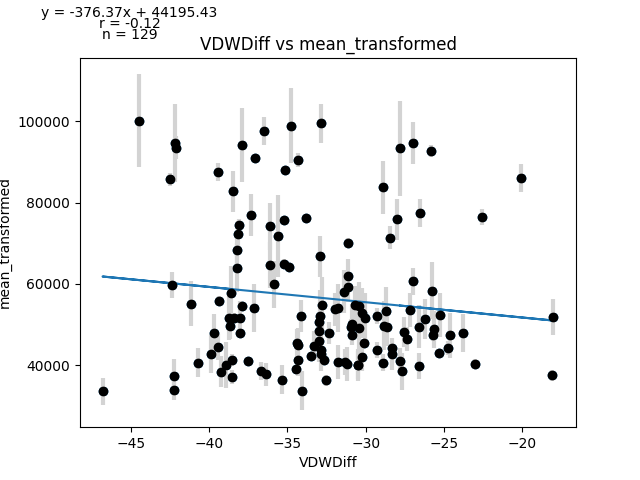 y = -376.37x + 44195.43
r = -0.12
n = 129
VDWDiff vs mean_transformed
100000
80000
60000
40000
mean_transformed
−45
−40
−35
−30
−25
−20
VDWDiff